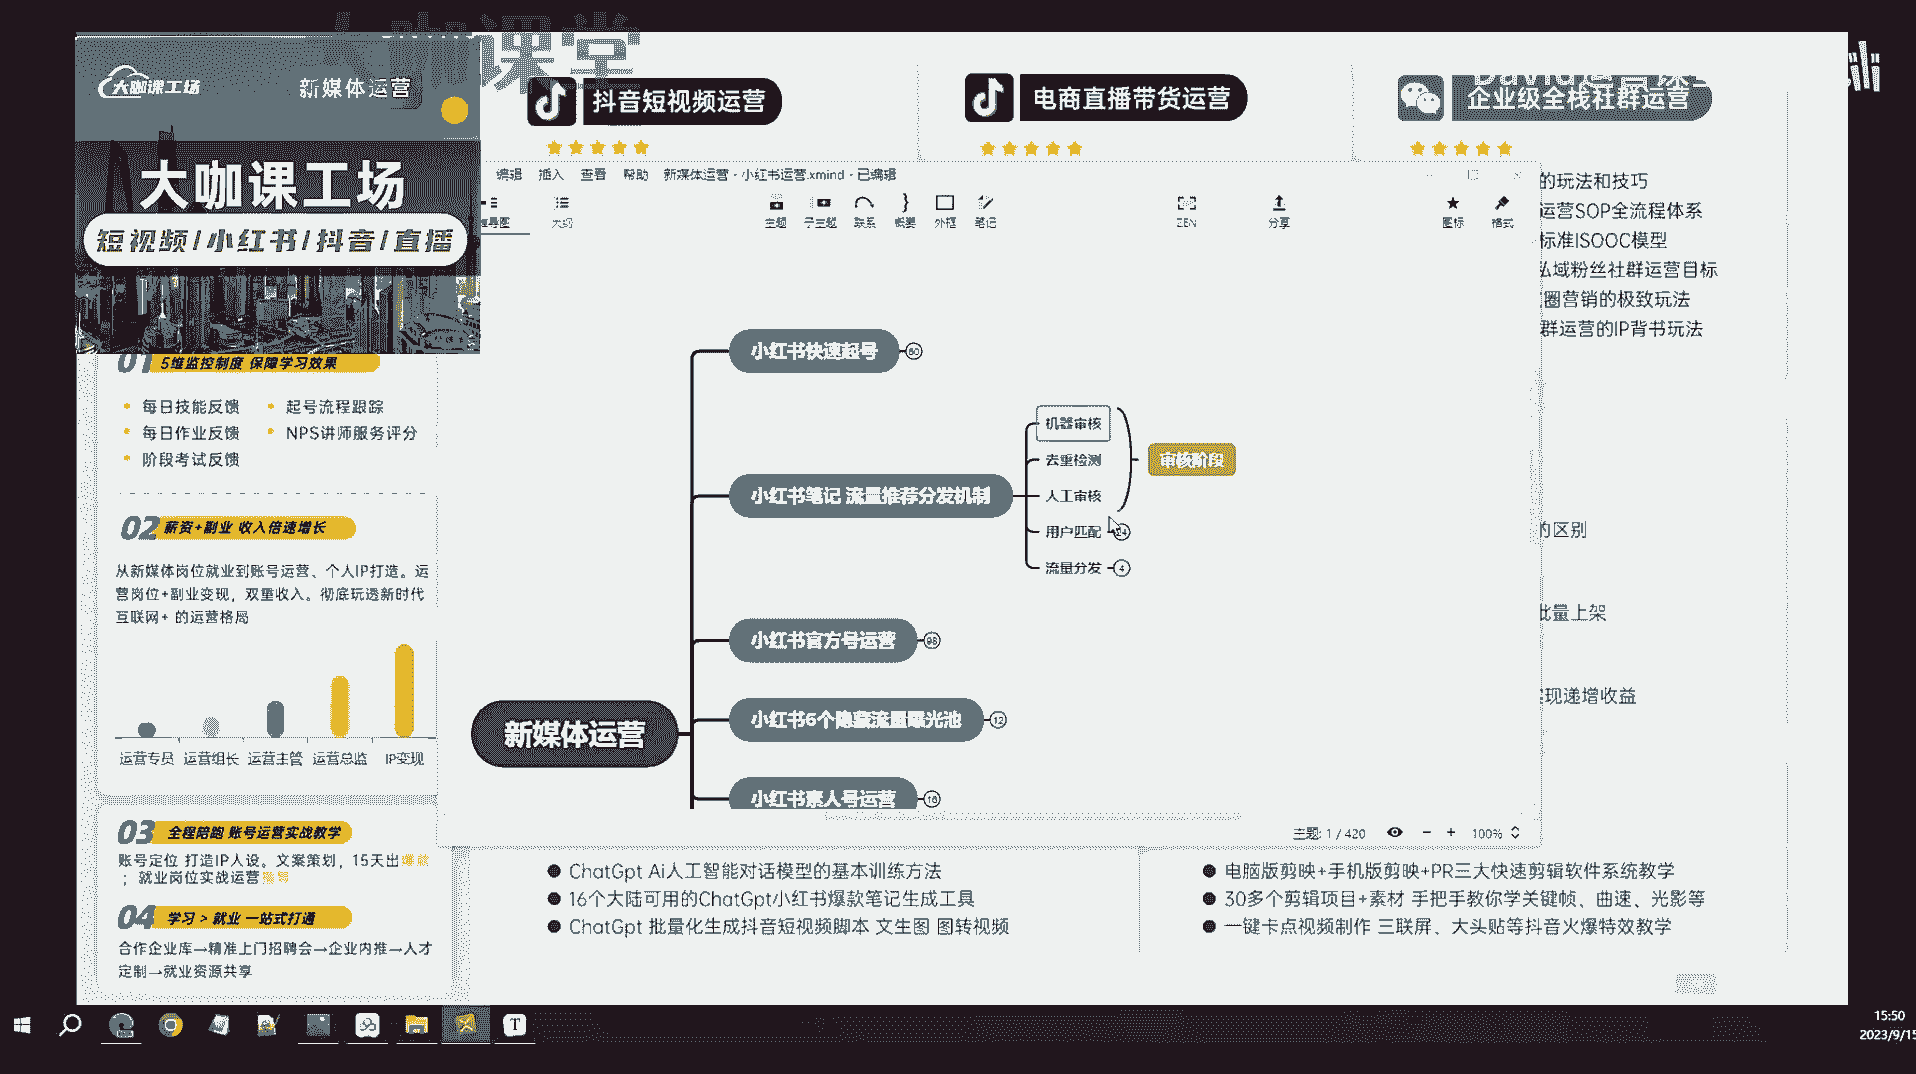 大咖课堂
大咖课工场
新媒体运营
大咖课工场
短视频/小红书/抖音/直播
抖音短视频运营
电商直播带货运营
企业级全栈社群运营
编辑 插入 查看 帮助 新媒体运营 - 小红书运营.xmind - 已编辑
大纲
主题 子主题 联系 概要 外框 笔记
ZEN
分享
图标 格式
的玩法和技巧
运营SOP全流程体系
标准ISOOC模型
私域粉丝社群运营目标
圈营销的极致玩法
群运营的IP背书玩法
的区别
批量上架
现递增收益
01 5维监控制度 保障学习效果
每日技能反馈 起号流程跟踪
每日作业反馈 NPS讲师服务评分
阶段考试反馈
02 薪资+副业 收入倍速增长
从新媒体岗位就业到账号运营、个人IP打造。运
营岗位+副业变现，双重收入。彻底玩透新时代
互联网+ 的运营格局
运营专员 运营组长 运营主管 运营总监 IP变现
03 全程陪跑 账号运营实战教学
账号定位 打造IP人设。文案策划，15天出
；就业岗位实战运营
04 学习 > 就业 一站式打通
合作企业库→精准上门招聘会→企业内推→人才
定制→就业资源共享
新媒体运营
小红书快速起号
小红书笔记 流量推荐分发机制
机器审核
去重检测
人工审核
用户匹配
流量分发 4
审核阶段
小红书官方号运营 98
小红书6个隐藏流量曝光池 12
小红书素人号运营 16
主题: 1 / 420
100%
ChatGpt Ai人工智能对话模型的基本训练方法
16个大陆可用的ChatGpt小红书爆款笔记生成工具
ChatGpt 批量化生成抖音短视频脚本 文生图 图转视频
电脑版剪映+手机版剪映+PR三大快速剪辑软件系统教学
30多个剪辑项目+素材 手把手教你学关键帧、曲速、光影等
一键卡点视频制作 三联屏、大头贴等抖音火爆特效教学
15:50
2023/9/15